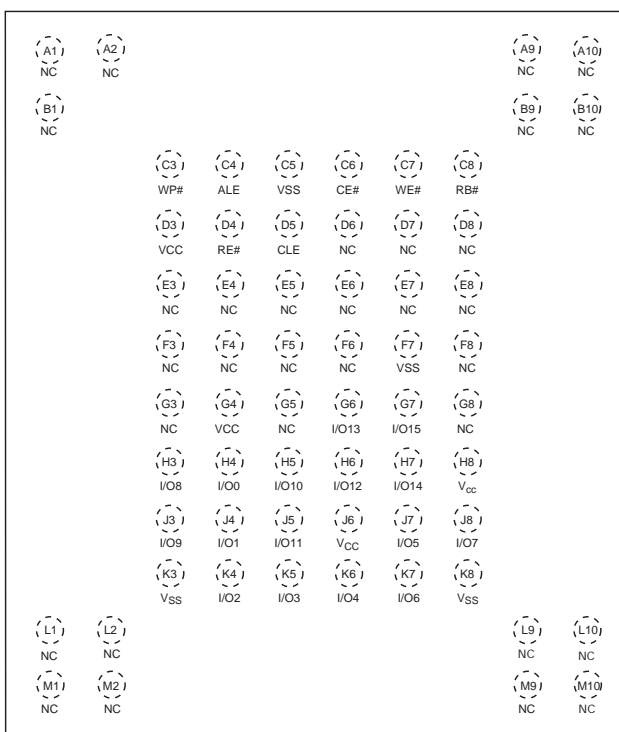 A1 A2 A9 A10
NC NC NC NC
B1 B9 B10
NC NC NC
C3 C4 C5 C6 C7 C8
WP# ALE VSS CE# WE# RB#
D3 D4 D5 D6 D7 D8
VCC RE# CLE NC NC NC
E3 E4 E5 E6 E7 E8
NC NC NC NC NC NC
F3 F4 F5 F6 F7 F8
NC NC NC NC VSS NC
G3 G4 G5 G6 G7 G8
NC VCC NC I/O13 I/O15 NC
H3 H4 H5 H6 H7 H8
I/O8 I/O0 I/O10 I/O12 I/O14 Vcc
J3 J4 J5 J6 J7 J8
I/O9 I/O1 I/O11 VCC I/O5 I/O7
K3 K4 K5 K6 K7 K8
VSS I/O2 I/O3 I/O4 I/O6 VSS
L1 L2 L9 L10
NC NC NC NC
M1 M2 M9 M10
NC NC NC NC